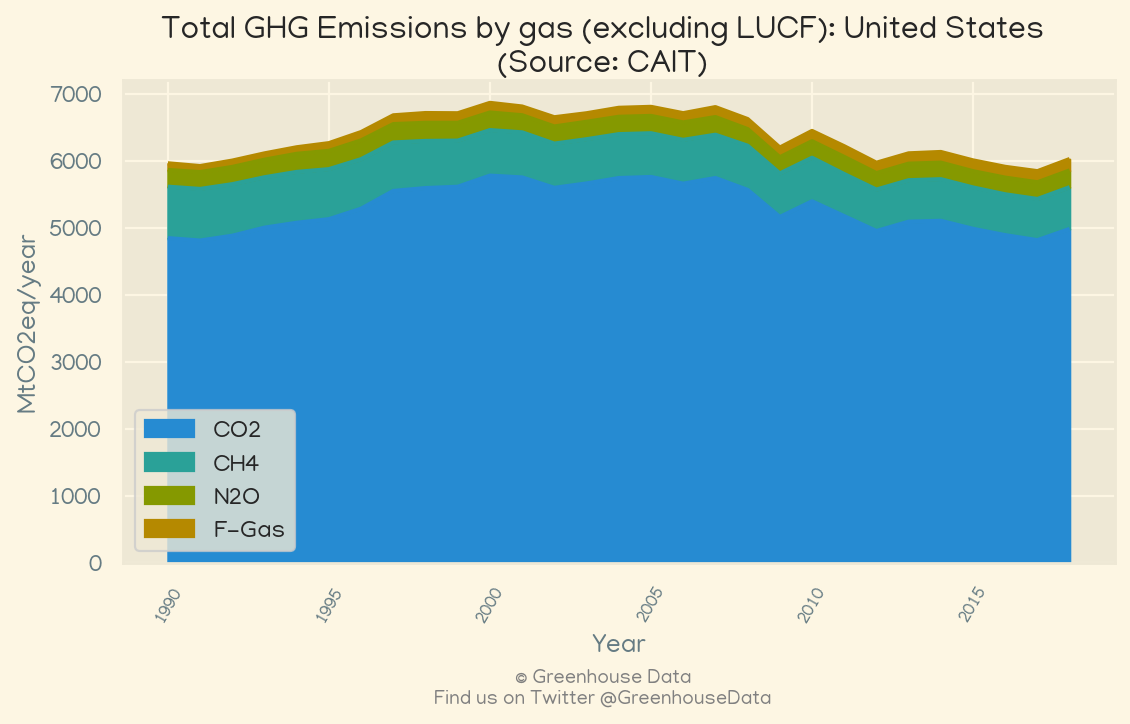 Total GHG Emissions by gas (excluding LUCF): United States
(Source: CAIT)
MtCO2eq/year
7000
6000
5000
4000
3000
2000
1000
0
CO2
CH4
N2O
F-Gas
1990
1995
2000
2005
2010
2015
Year
© Greenhouse Data
Find us on Twitter @GreenhouseData